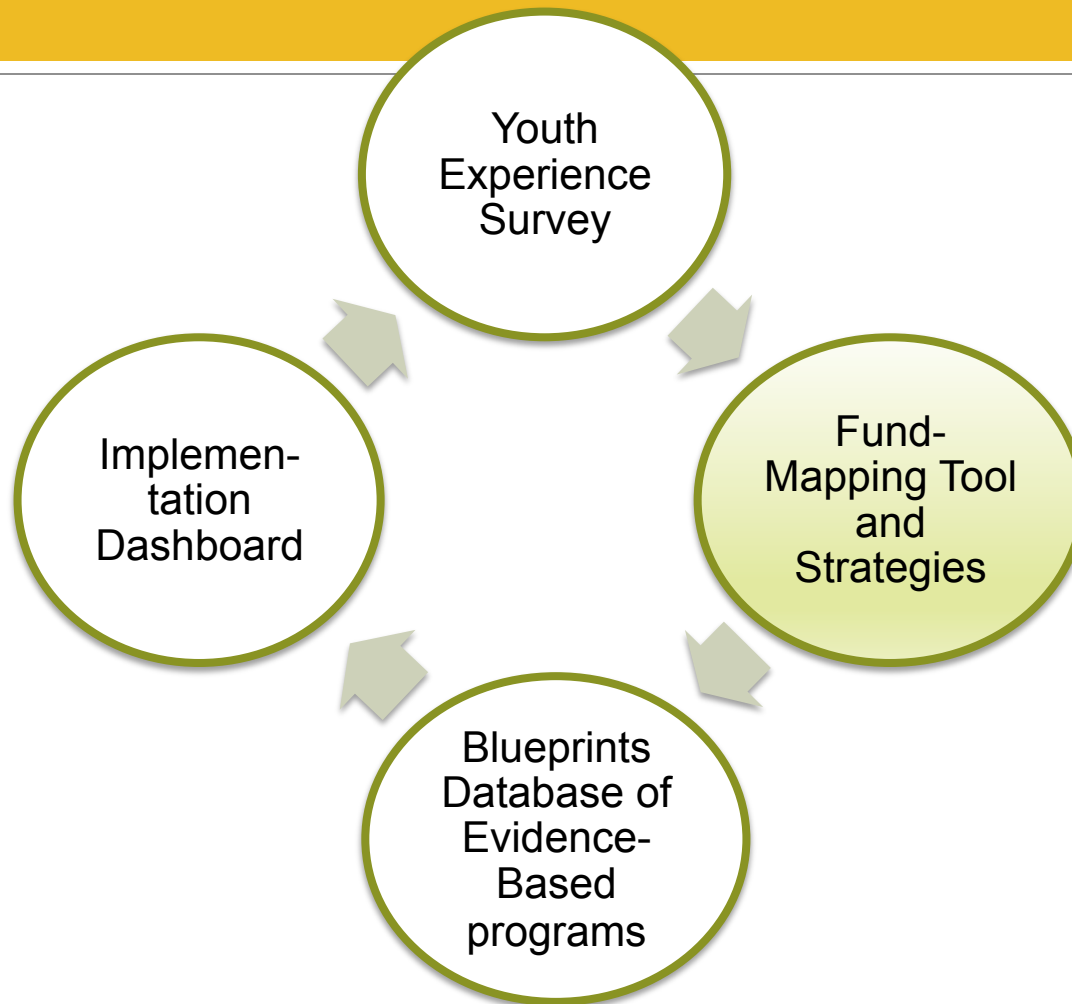 Youth
Experience
Survey
Implemen-
tation
Dashboard
Fund-
Mapping Tool
and
Strategies
Blueprints
Database of
Evidence-
Based
programs